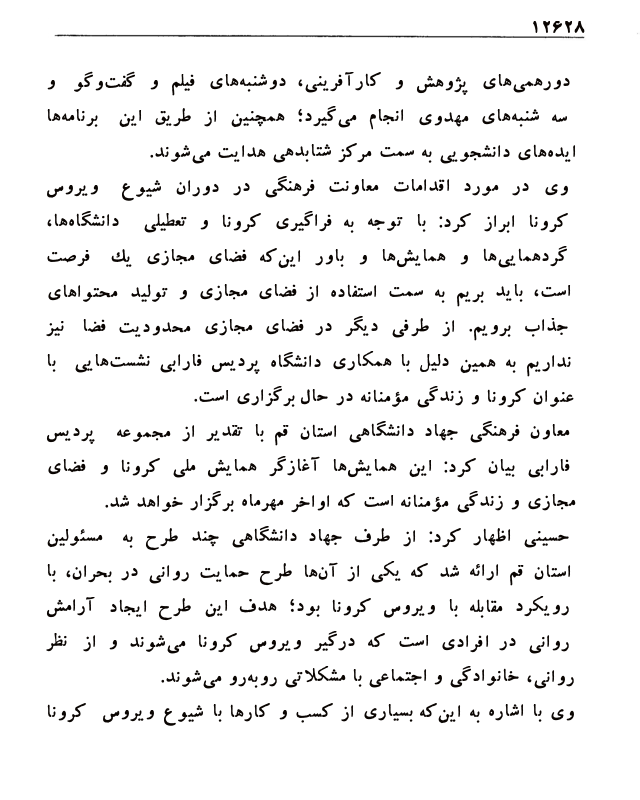 ۱۲۶۲۸
دورهمی‌های پژوهش و کارآفرینی، دوشنبه‌های فیلم و گفت‌وگو و
سه شنبه‌های مهدوی انجام می‌گیرد؛ همچنین از طریق این برنامه‌ها
ایده‌های دانشجویی به سمت مرکز شتابدهی هدایت می‌شوند.
وی در مورد اقدامات معاونت فرهنگی در دوران شیوع ویروس
کرونا ابراز کرد: با توجه به فراگیری کرونا و تعطیلی دانشگاه‌ها،
گردهمایی‌ها و همایش‌ها و باور این‌که فضای مجازی یك فرصت
است، باید بریم به سمت استفاده از فضای مجازی و تولید محتواهای
جذاب برویم. از طرفی دیگر در فضای مجازی محدودیت فضا نیز
نداریم به همین دلیل با همکاری دانشگاه پردیس فارابی نشست‌هایی با
عنوان کرونا و زندگی مؤمنانه در حال برگزاری است.
معاون فرهنگی جهاد دانشگاهی استان قم با تقدیر از مجموعه پردیس
فارابی بیان کرد: این همایش‌ها آغازگر همایش ملی کرونا و فضای
مجازی و زندگی مؤمنانه است که اواخر مهرماه برگزار خواهد شد.
حسینی اظهار کرد: از طرف جهاد دانشگاهی چند طرح به مسئولین
استان قم ارائه شد که یکی از آن‌ها طرح حمایت روانی در بحران، با
رویکرد مقابله با ویروس کرونا بود؛ هدف این طرح ایجاد آرامش
روانی در افرادی است که درگیر ویروس کرونا می‌شوند و از نظر
روانی، خانوادگی و اجتماعی با مشکلاتی روبه‌رو می‌شوند.
وی با اشاره به این‌که بسیاری از کسب و کارها با شیوع ویروس کرونا